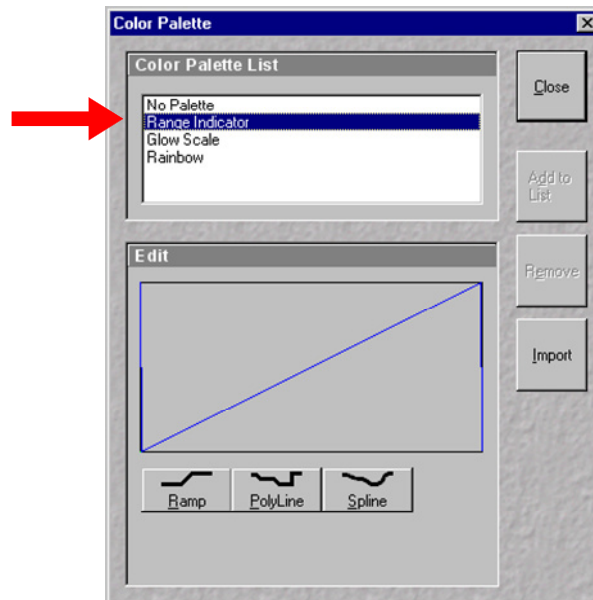 Color Palette
Color Palette List
No Palette
Range Indicator
Glow Scale
Rainbow
Close
Add to
List
Remove
Import
Edit
Ramp
PolyLine
Spline